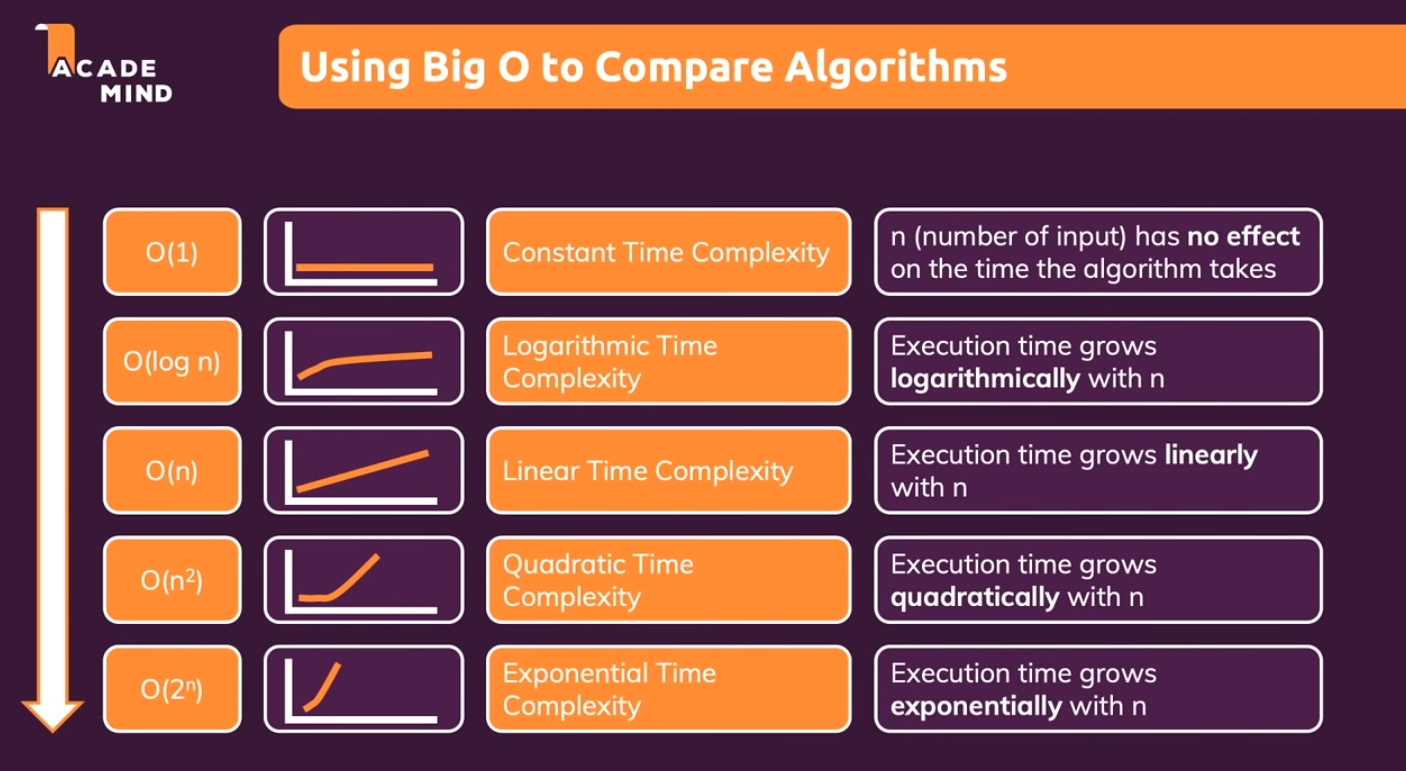 ACADE
MIND
Using Big O to Compare Algorithms
O(1)
Constant Time Complexity
n (number of input) has no effect
on the time the algorithm takes
O(log n)
Logarithmic Time
Complexity
Execution time grows
logarithmically with n
O(n)
Linear Time Complexity
Execution time grows linearly
with n
O(n²)
Quadratic Time
Complexity
Execution time grows
quadratically with n
O(2ⁿ)
Exponential Time
Complexity
Execution time grows
exponentially with n